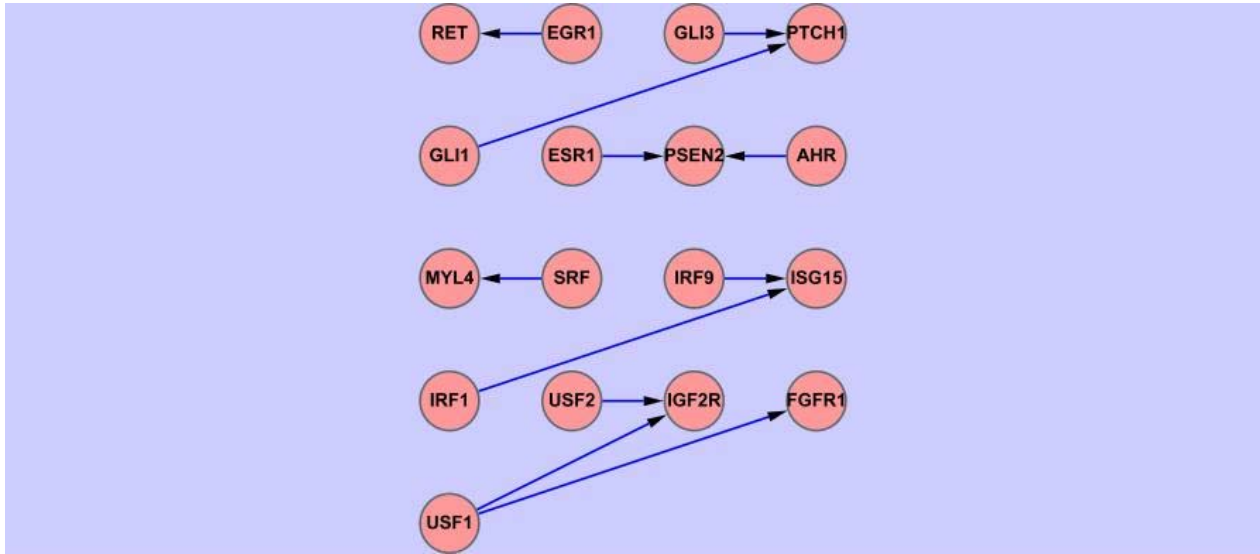 RET EGR1 GLI3 PTCH1
GLI1 ESR1 PSEN2 AHR
MYL4 SRF IRF9 ISG15
IRF1 USF2 IGF2R FGFR1
USF1